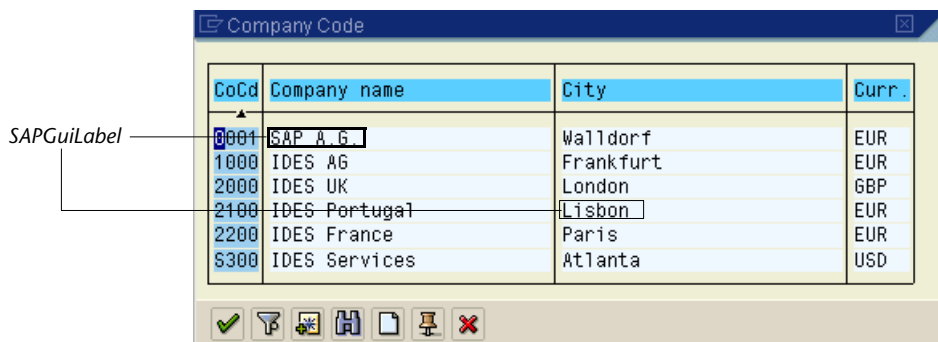 Company Code
CoCd Company name City Curr.
SAPGuiLabel
0001 SAP A.G. Walldorf EUR
1000 IDES AG Frankfurt EUR
2000 IDES UK London GBP
2100 IDES Portugal Lisbon EUR
2200 IDES France Paris EUR
S300 IDES Services Atlanta USD